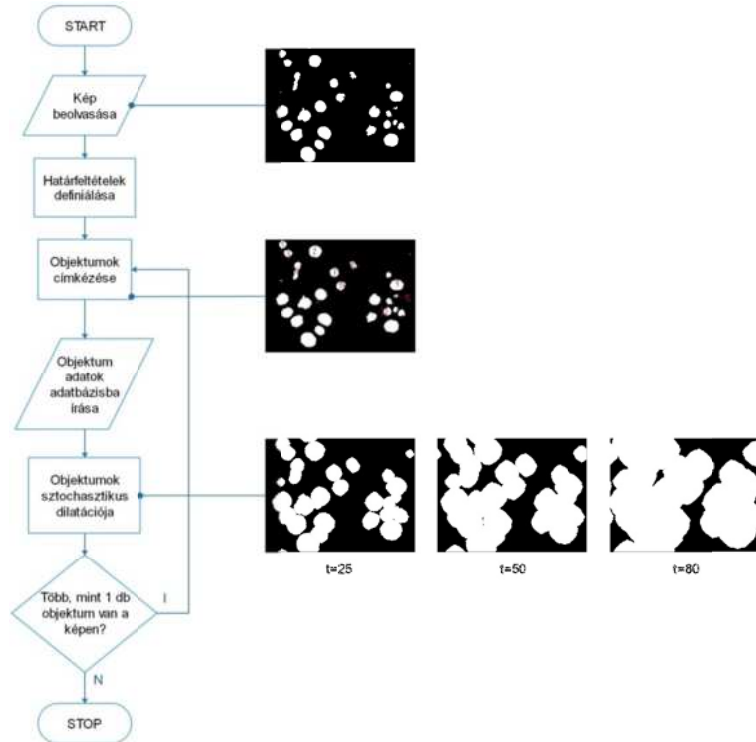 START
Kép
beolvasása
Határfeltételek
definiálása
Objektumok
címkézése
Objektum
adatok
adatbázisba
írása
Objektumok
sztochasztikus
dilatációja
t=25
t=50
t=80
Több, mint 1 db
objektum van a
képen?
I
N
STOP